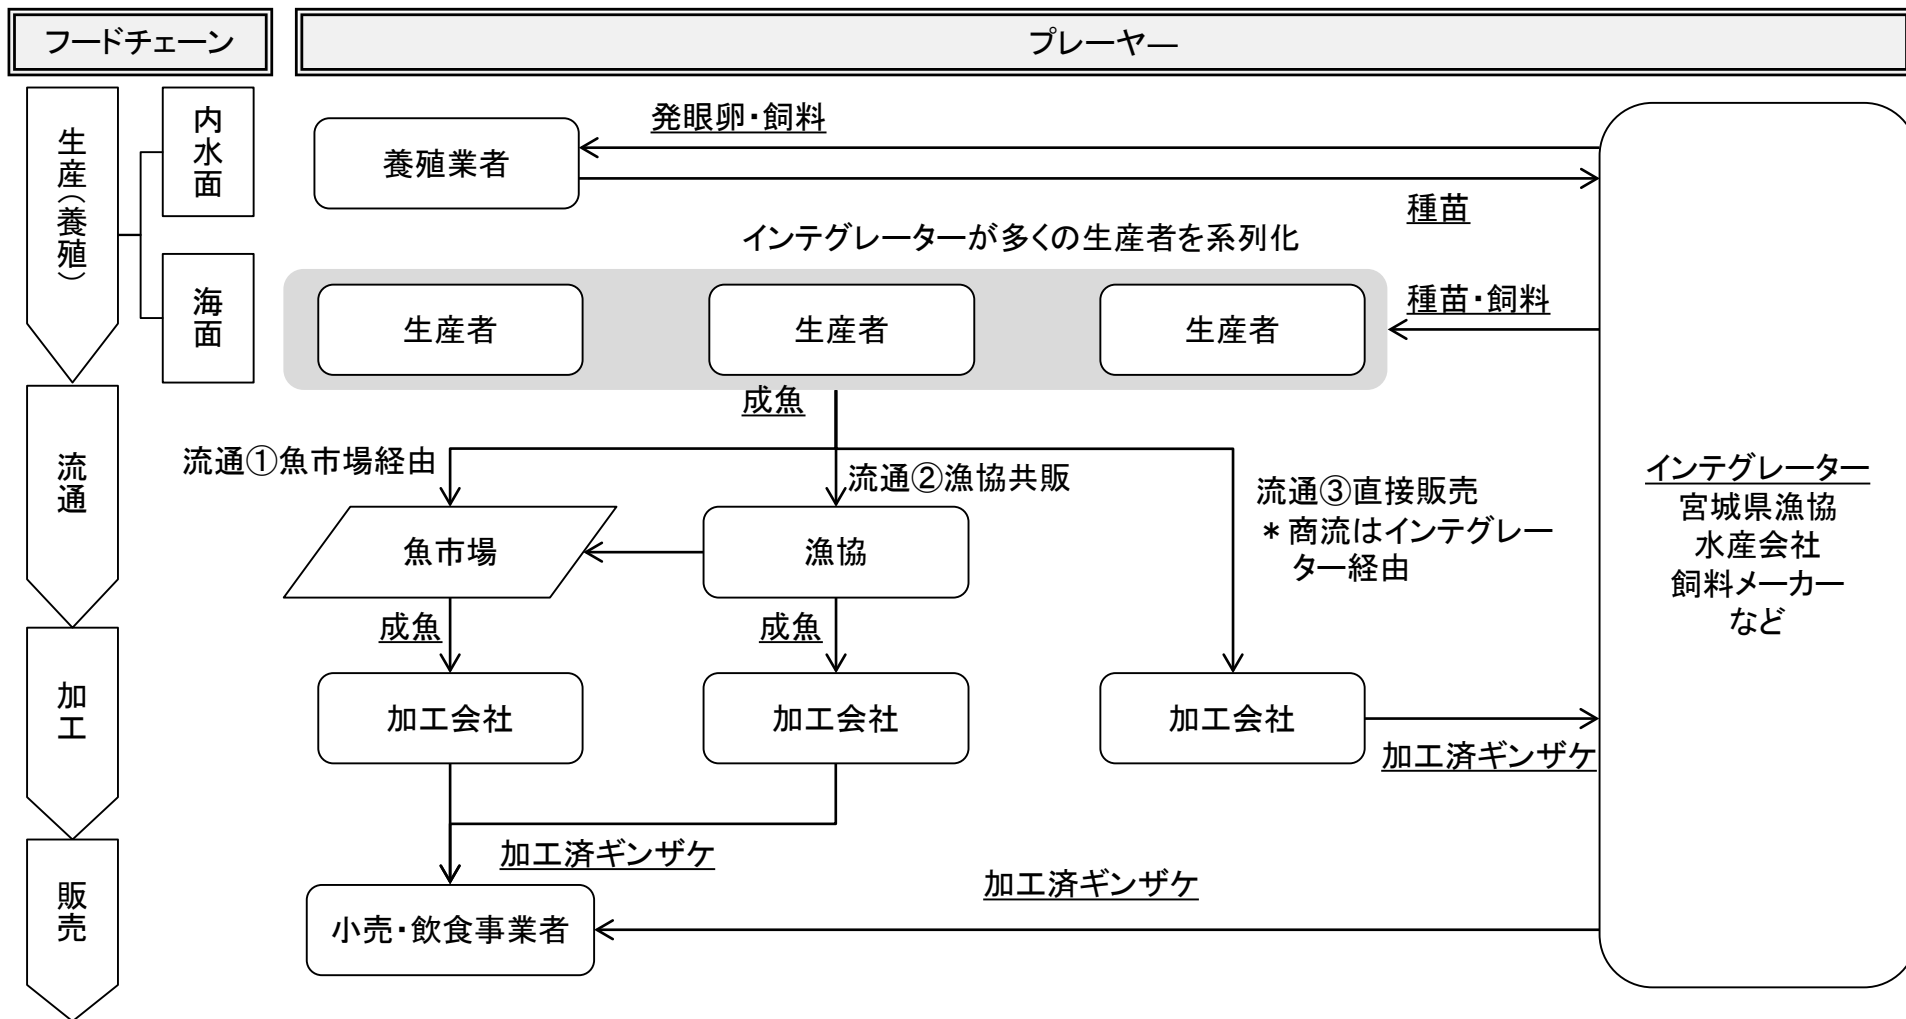 フードチェーン
プレーヤ―
生産(養殖)
内水面
海面
流通
加工
販売
発眼卵・飼料
養殖業者
種苗
インテグレーターが多くの生産者を系列化
種苗・飼料
生産者
生産者
生産者
成魚
流通①魚市場経由
流通②漁協共販
流通③直接販売
＊商流はインテグレー
ター経由
魚市場
漁協
成魚
成魚
加工会社
加工会社
加工会社
加工済ギンザケ
加工済ギンザケ
加工済ギンザケ
小売・飲食事業者
インテグレーター
宮城県漁協
水産会社
飼料メーカー
など